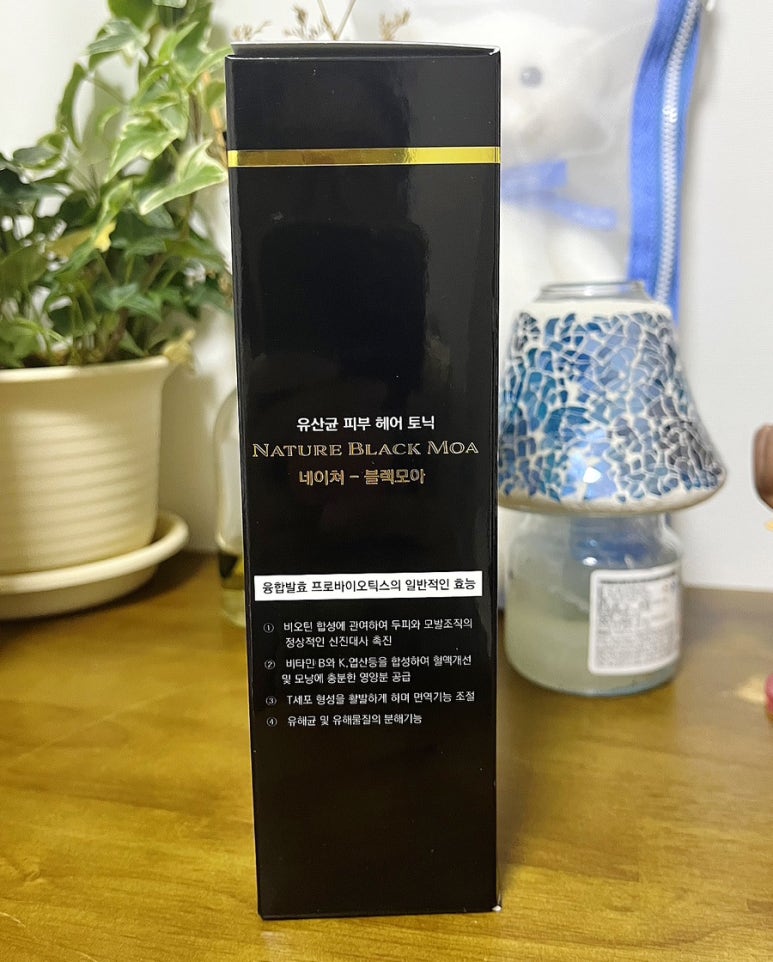 유산균 피부 헤어 토닉
NATURE BLACK MOA
네이쳐 - 블랙모아
융합발효 프로바이오틱스의 일반적인 효능
① 비오틴 합성에 관여하여 두피와 모발조직의
정상적인 신진대사 촉진
② 비타민 B와 K.엽산등을 합성하여 혈액개선
및 모낭에 충분한 영양분 공급
③ T세포 형성을 활발하게 하며 면역기능 조절
④ 유해균 및 유해물질의 분해기능